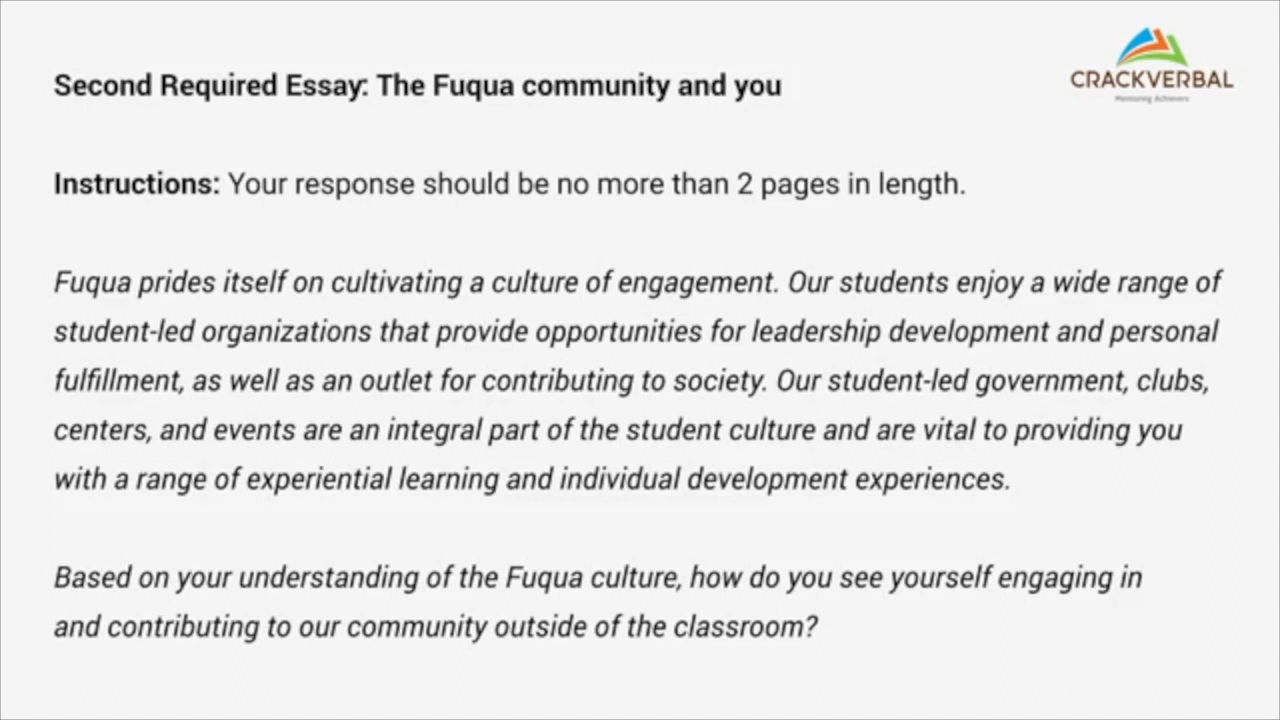 CRACKVERBAL
Mentoring Achievers
Second Required Essay: The Fuqua community and you
Instructions: Your response should be no more than 2 pages in length.
Fuqua prides itself on cultivating a culture of engagement. Our students enjoy a wide range of
student-led organizations that provide opportunities for leadership development and personal
fulfillment, as well as an outlet for contributing to society. Our student-led government, clubs,
centers, and events are an integral part of the student culture and are vital to providing you
with a range of experiential learning and individual development experiences.
Based on your understanding of the Fuqua culture, how do you see yourself engaging in
and contributing to our community outside of the classroom?